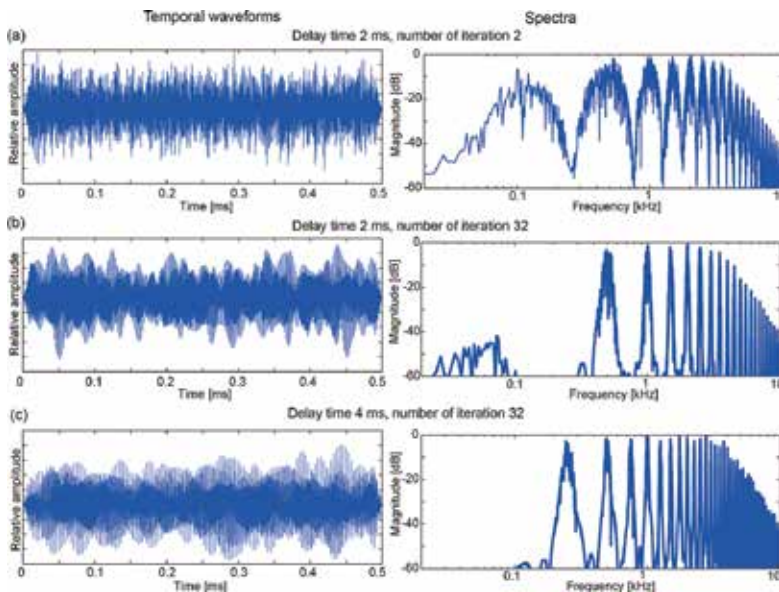 Temporal waveforms Spectra
(a) Delay time 2 ms, number of iteration 2
Relative amplitude
0 0.1 0.2 0.3 0.4 0.5
Time [ms]
Magnitude [dB]
0
-20
-40
-60
0.1 1 10
Frequency [kHz]
(b) Delay time 2 ms, number of iteration 32
Relative amplitude
0 0.1 0.2 0.3 0.4 0.5
Time [ms]
Magnitude [dB]
0
-20
-40
-60
0.1 1 10
Frequency [kHz]
(c) Delay time 4 ms, number of iteration 32
Relative amplitude
0 0.1 0.2 0.3 0.4 0.5
Time [ms]
Magnitude [dB]
0
-20
-40
-60
0.1 1 10
Frequency [kHz]